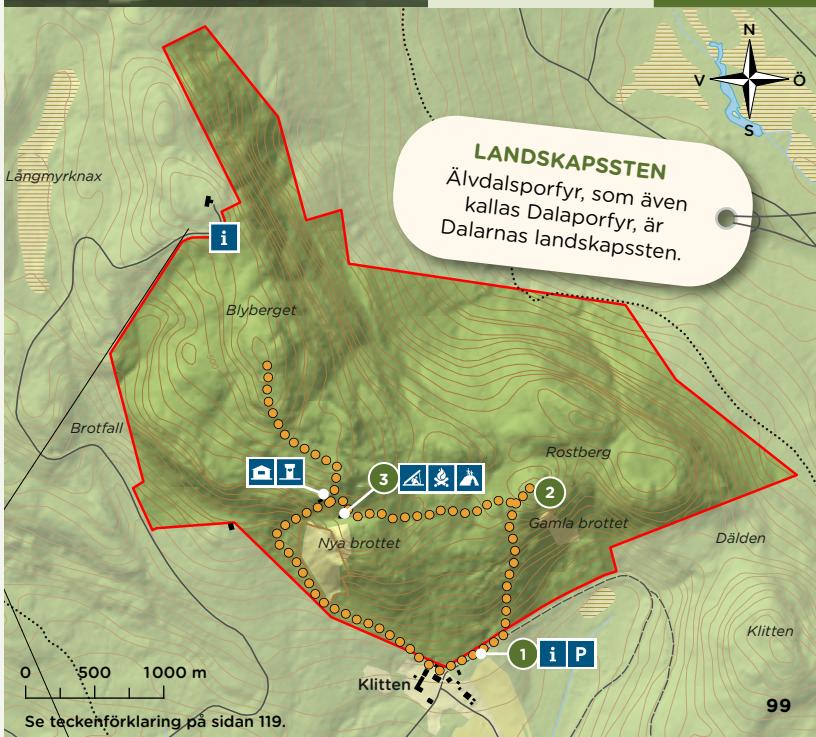 N
V Ö
S
LANDSKAPSSTEN
Älvdalsporfyr, som även
kallas Dalaporfyr, är
Dalarnas landskapssten.
Långmyrknax
i
Blyberget
Brotfall
Rostberg
3
2
Gamla brottet
Nya brottet
Dälden
Klitten
1 i P
Klitten
0 500 1000 m
99
Se teckenförklaring på sidan 119.